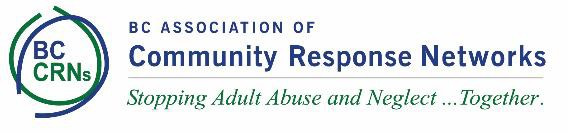 BC
CRNs
BC ASSOCIATION OF
Community Response Networks
Stopping Adult Abuse and Neglect ...Together.